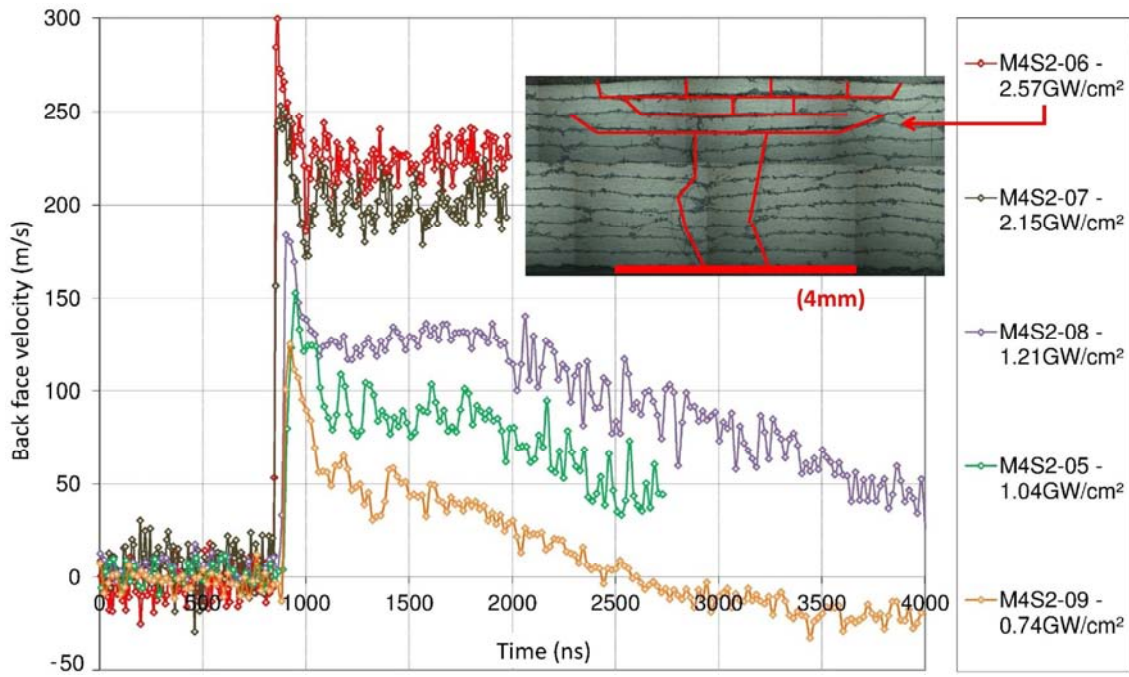 300
250
200
150
100
50
0
-50
0
500
1000
1500
2000
2500
3000
3500
4000
Back face velocity (m/s)
Time (ns)
(4mm)
M4S2-06 -
2.57GW/cm²
M4S2-07 -
2.15GW/cm²
M4S2-08 -
1.21GW/cm²
M4S2-05 -
1.04GW/cm²
M4S2-09 -
0.74GW/cm²